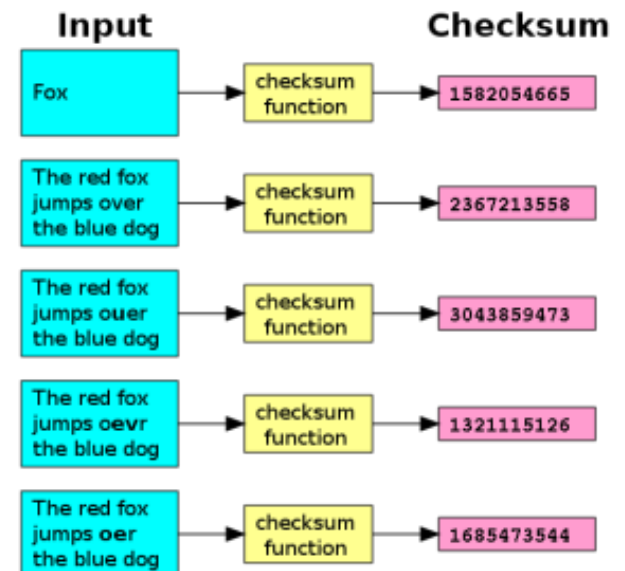 Input
Checksum
Fox
checksum
function
1582054665
The red fox
jumps over
the blue dog
checksum
function
2367213558
The red fox
jumps ouer
the blue dog
checksum
function
3043859473
The red fox
jumps oevr
the blue dog
checksum
function
1321115126
The red fox
jumps oer
the blue dog
checksum
function
1685473544